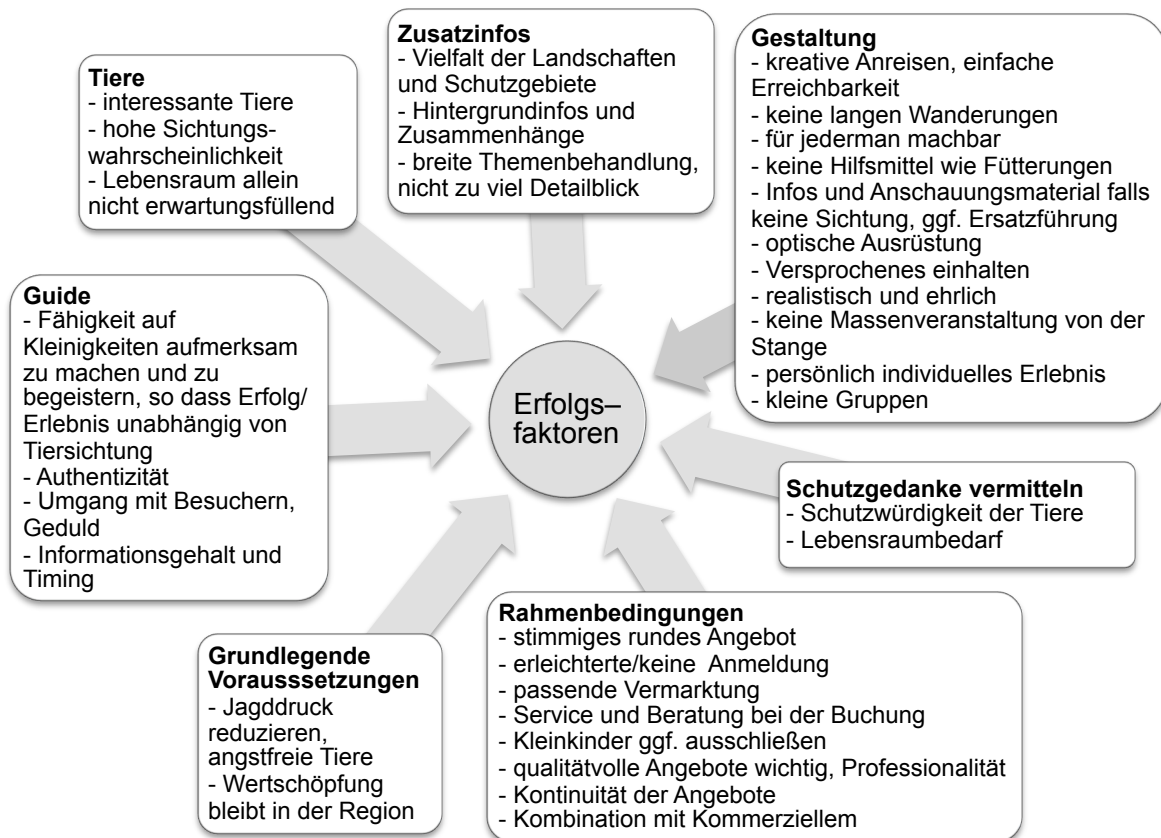 Tiere
- interessante Tiere
- hohe Sichtungs-
wahrscheinlichkeit
- Lebensraum allein
nicht erwartungsfüllend
Zusatzinfos
- Vielfalt der Landschaften
und Schutzgebiete
- Hintergrundinfos und
Zusammenhänge
- breite Themenbehandlung,
nicht zu viel Detailblick
Gestaltung
- kreative Anreisen, einfache
Erreichbarkeit
- keine langen Wanderungen
- für jederman machbar
- keine Hilfsmittel wie Fütterungen
- Infos und Anschauungsmaterial falls
keine Sichtung, ggf. Ersatzführung
- optische Ausrüstung
- Versprochenes einhalten
- realistisch und ehrlich
- keine Massenveranstaltung von der
Stange
- persönlich individuelles Erlebnis
- kleine Gruppen
Guide
- Fähigkeit auf
Kleinigkeiten aufmerksam
zu machen und zu
begeistern, so dass Erfolg/
Erlebnis unabhängig von
Tiersichtung
- Authentizität
- Umgang mit Besuchern,
Geduld
- Informationsgehalt und
Timing
Erfolgs–
faktoren
Schutzgedanke vermitteln
- Schutzwürdigkeit der Tiere
- Lebensraumbedarf
Grundlegende
Vorausssetzungen
- Jagddruck
reduzieren,
angstfreie Tiere
- Wertschöpfung
bleibt in der Region
Rahmenbedingungen
- stimmiges rundes Angebot
- erleichterte/keine  Anmeldung
- passende Vermarktung
- Service und Beratung bei der Buchung
- Kleinkinder ggf. ausschließen
- qualitätvolle Angebote wichtig, Professionalität
- Kontinuität der Angebote
- Kombination mit Kommerziellem